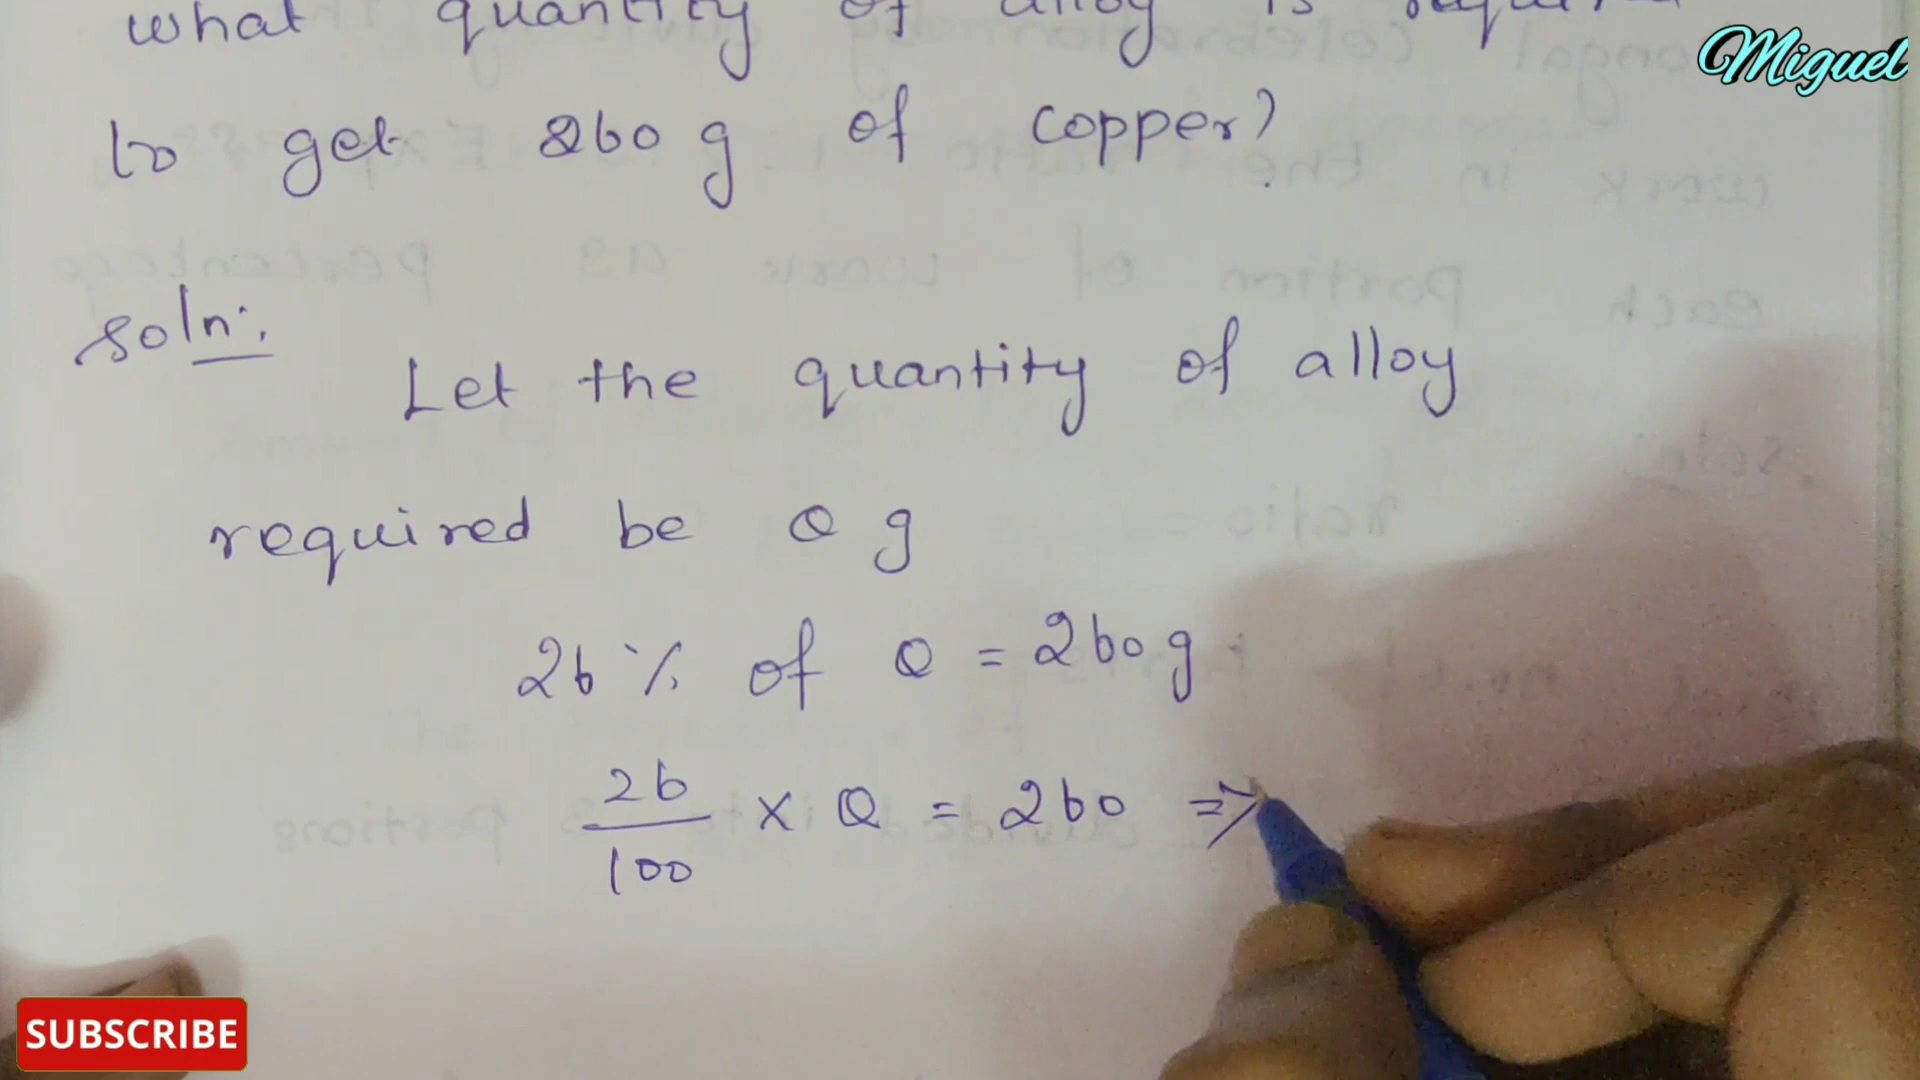 what quantity of alloy is
to get 260 g of copper?
Miguel
Soln:
Let the quantity of alloy
required be Q g
26 % of Q = 260 g
26/100 × Q = 260 =>
SUBSCRIBE